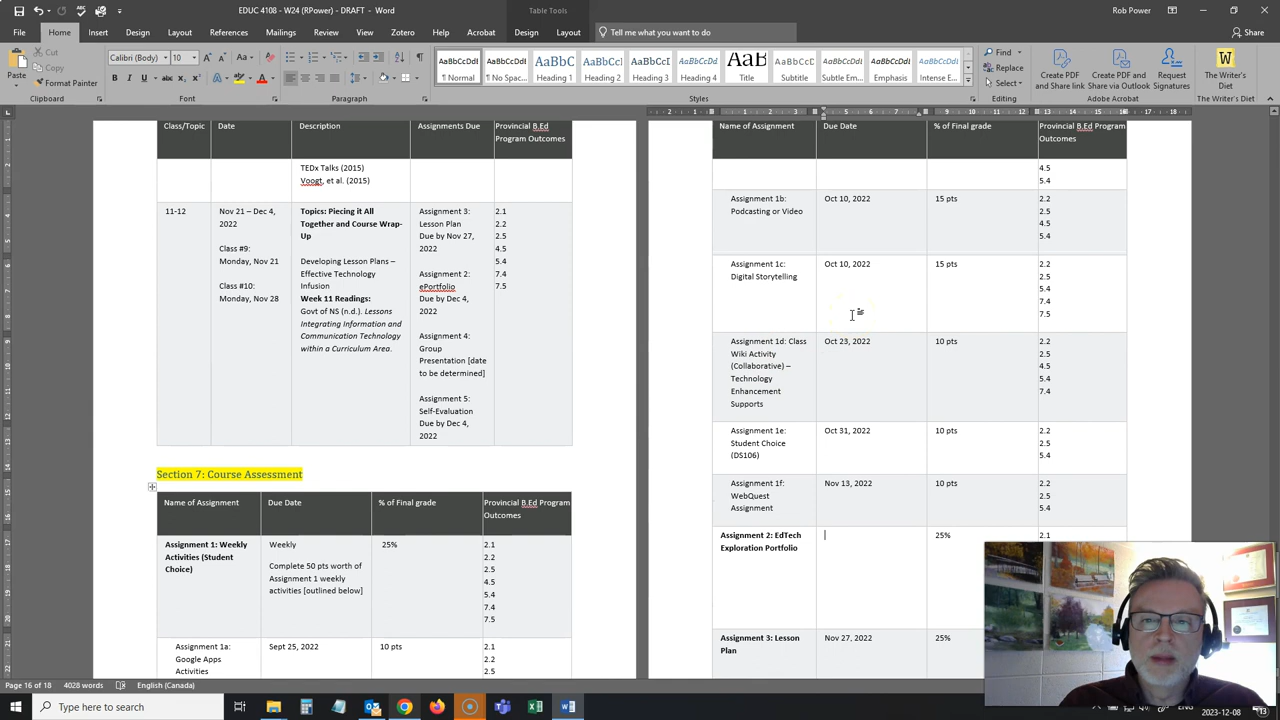 EDUC 4108 - W24 (RPower) - DRAFT - Word
Table Tools
Rob Power
File
Home
Insert
Design
Layout
References
Mailings
Review
View
Zotero
Help
Acrobat
Design
Layout
Tell me what you want to do
Share
Paste
Cut
Copy
Format Painter
Clipboard
Calibri (Body)
10
Font
Paragraph
AaBbCcDc
¶ Normal
AaBbCcDc
¶ No Spac...
AaBbC
Heading 1
AaBbCc
Heading 2
AaBbCc
Heading 3
AaBbCcD
Heading 4
AaB
Title
AaBbCcC
Subtitle
AaBbCcD
Subtle Em...
AaBbCcD
Emphasis
AaBbCcD
Intense E...
Styles
Find
Replace
Select
Editing
Create PDF
and Share link
Create PDF and
Share via Outlook
Request
Signatures
Adobe Acrobat
The Writer's
Diet
The Writer's Diet
Class/Topic
Date
Description
Assignments Due
Provincial B.Ed
Program Outcomes
TEDx Talks (2015)
Voogt, et al. (2015)
11-12
Nov 21 – Dec 4,
2022
Class #9:
Monday, Nov 21
Class #10:
Monday, Nov 28
Topics: Piecing it All
Together and Course Wrap-
Up
Developing Lesson Plans –
Effective Technology
Infusion
Week 11 Readings:
Govt of NS (n.d.). Lessons
Integrating Information and
Communication Technology
within a Curriculum Area.
Assignment 3:
Lesson Plan
Due by Nov 27,
2022
Assignment 2:
ePortfolio
Due by Dec 4,
2022
Assignment 4:
Group
Presentation [date
to be determined]
Assignment 5:
Self-Evaluation
Due by Dec 4,
2022
2.1
2.2
2.5
4.5
5.4
7.4
7.5
Section 7: Course Assessment
Name of Assignment
Due Date
% of Final grade
Provincial B.Ed Program
Outcomes
Assignment 1: Weekly
Activities (Student
Choice)
Weekly
Complete 50 pts worth of
Assignment 1 weekly
activities [outlined below]
25%
2.1
2.2
2.5
4.5
5.4
7.4
7.5
Assignment 1a:
Google Apps
Activities
Sept 25, 2022
10 pts
2.1
2.2
2.5
Name of Assignment
Due Date
% of Final grade
Provincial B.Ed Program
Outcomes
4.5
5.4
Assignment 1b:
Podcasting or Video
Oct 10, 2022
15 pts
2.2
2.5
4.5
5.4
Assignment 1c:
Digital Storytelling
Oct 10, 2022
15 pts
2.2
2.5
5.4
7.4
7.5
Assignment 1d: Class
Wiki Activity
(Collaborative) –
Technology
Enhancement
Supports
Oct 23, 2022
10 pts
2.2
2.5
4.5
5.4
7.4
Assignment 1e:
Student Choice
(DS106)
Oct 31, 2022
10 pts
2.2
2.5
5.4
Assignment 1f:
WebQuest
Assignment
Nov 13, 2022
10 pts
2.2
2.5
5.4
Assignment 2: EdTech
Exploration Portfolio
25%
2.1
Assignment 3: Lesson
Plan
Nov 27, 2022
25%
Page 16 of 18
4028 words
English (Canada)
Type here to search
2023-12-08
13